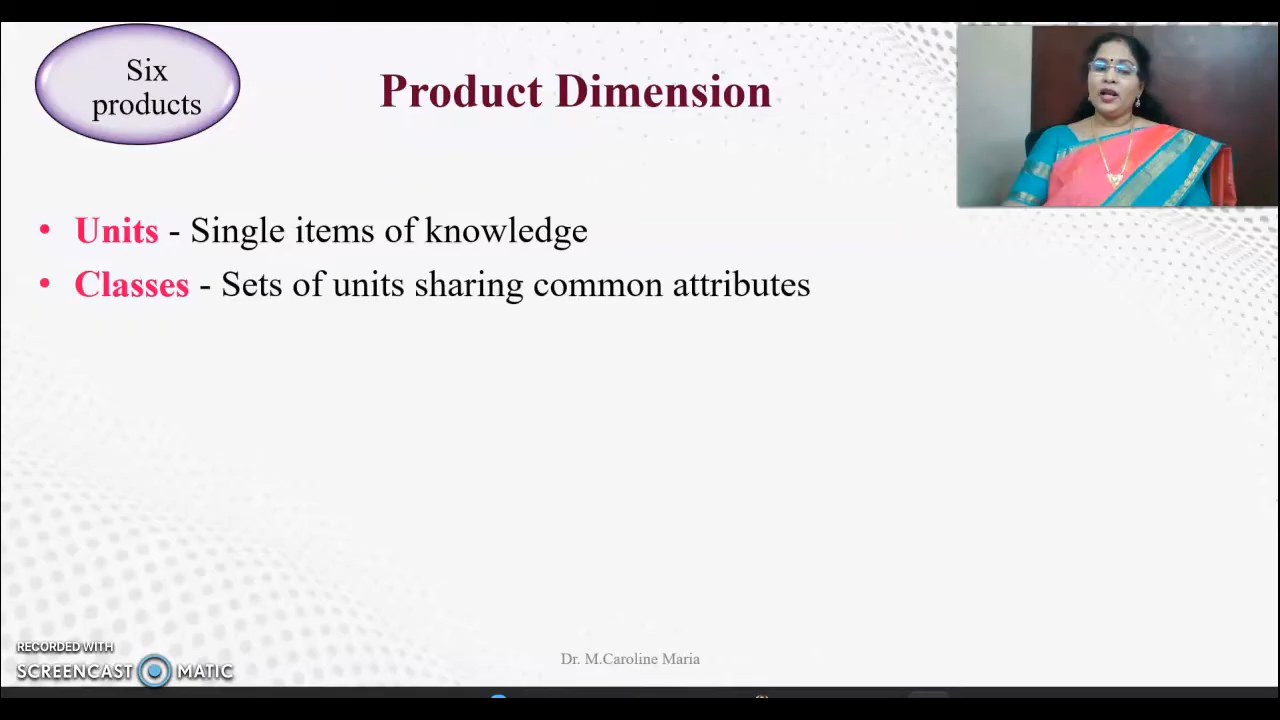 Six
products
Product Dimension
• Units - Single items of knowledge
• Classes - Sets of units sharing common attributes
RECORDED WITH
SCREENCAST MATIC
Dr. M.Caroline Maria